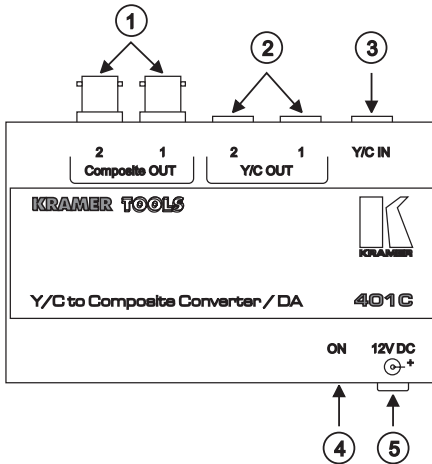 1 2 3
2 1 2 1 Y/C IN
Composite OUT Y/C OUT
KRAMER TOOLS
KRAMER
Y/C to Composite Converter / DA 401C
ON 12V DC
+
4 5